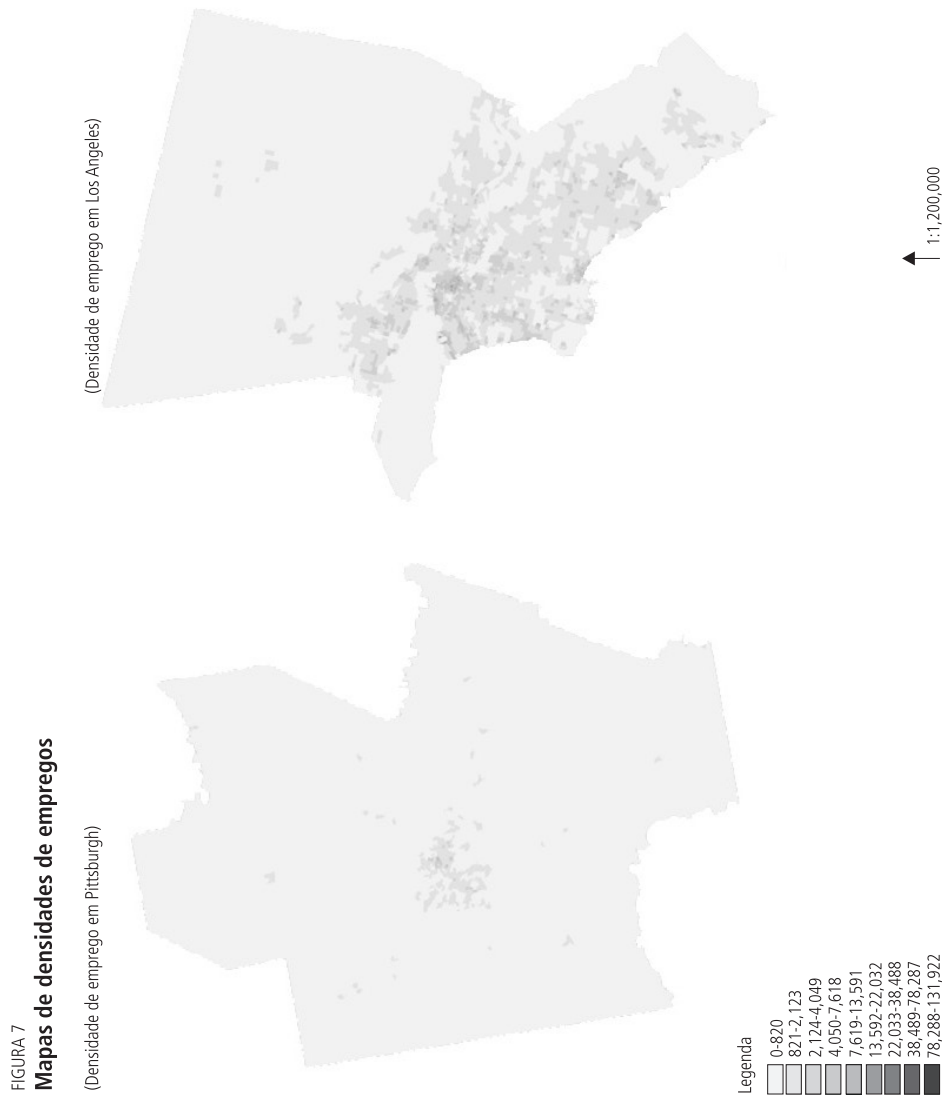 FIGURA 7
Mapas de densidades de empregos
(Densidade de emprego em Pittsburgh)
(Densidade de emprego em Los Angeles)
Legenda
0-820
821-2,123
2,124-4,049
4,050-7,618
7,619-13,591
13,592-22,032
22,033-38,488
38,489-78,287
78,288-131,922
1:1,200,000